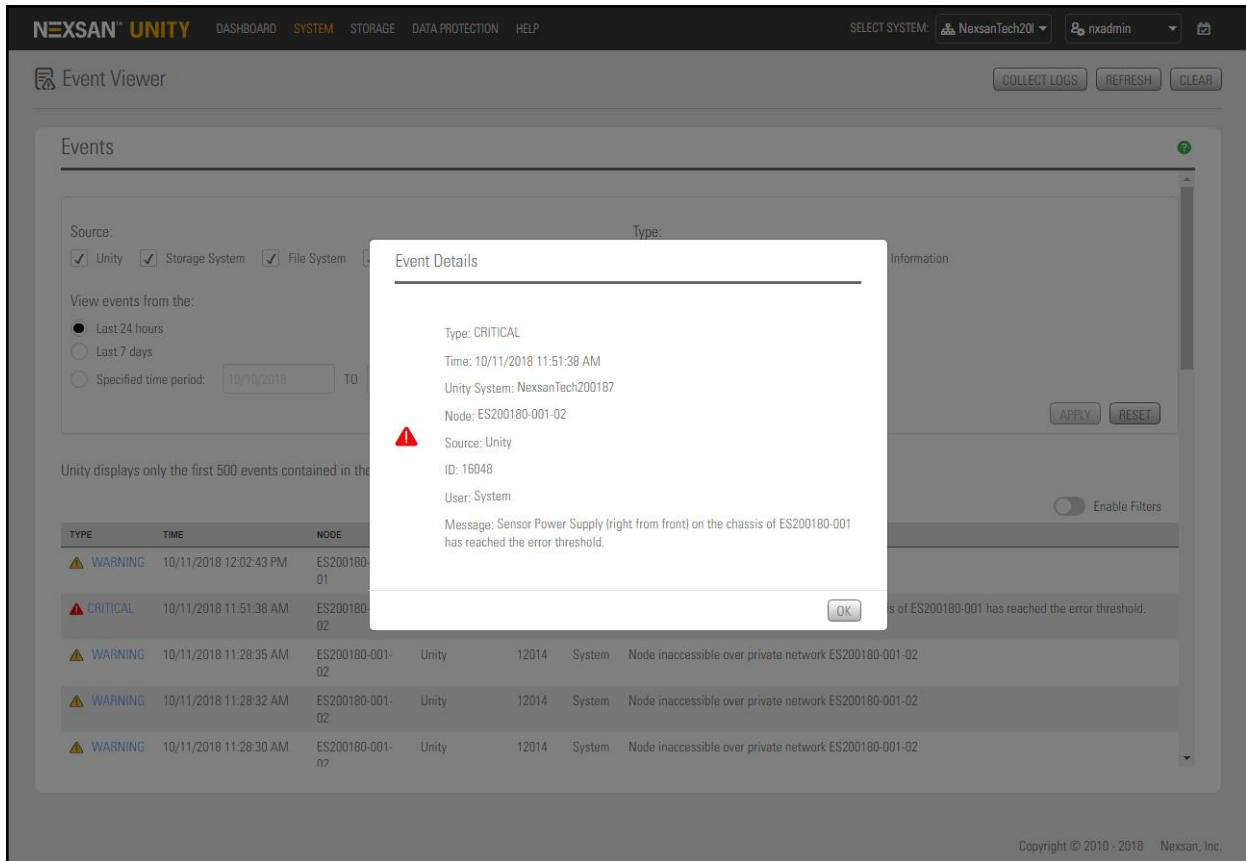 NEXSAN™ UNITY DASHBOARD SYSTEM STORAGE DATA PROTECTION HELP SELECT SYSTEM: NexsanTech20 nxadmin
Event Viewer COLLECT LOGS REFRESH CLEAR
Events
Source: Type:
Unity Storage System File System Information
View events from the:
Last 24 hours
Last 7 days
Specified time period: 10/10/2018 TO
APPLY RESET
Event Details
Type: CRITICAL
Time: 10/11/2018 11:51:38 AM
Unity System: NexsanTech200187
Node: ES200180-001-02
Source: Unity
ID: 16048
User: System
Message: Sensor Power Supply (right from front) on the chassis of ES200180-001
has reached the error threshold.
OK
Unity displays only the first 500 events contained in the
Enable Filters
TYPE TIME NODE
WARNING 10/11/2018 12:02:43 PM ES200180-
01
CRITICAL 10/11/2018 11:51:38 AM ES200180- s of ES200180-001 has reached the error threshold.
02
WARNING 10/11/2018 11:28:35 AM ES200180-001- Unity 12014 System Node inaccessible over private network ES200180-001-02
02
WARNING 10/11/2018 11:28:32 AM ES200180-001- Unity 12014 System Node inaccessible over private network ES200180-001-02
02
WARNING 10/11/2018 11:28:30 AM ES200180-001- Unity 12014 System Node inaccessible over private network ES200180-001-02
02
Copyright © 2010 - 2018 Nexsan, Inc.